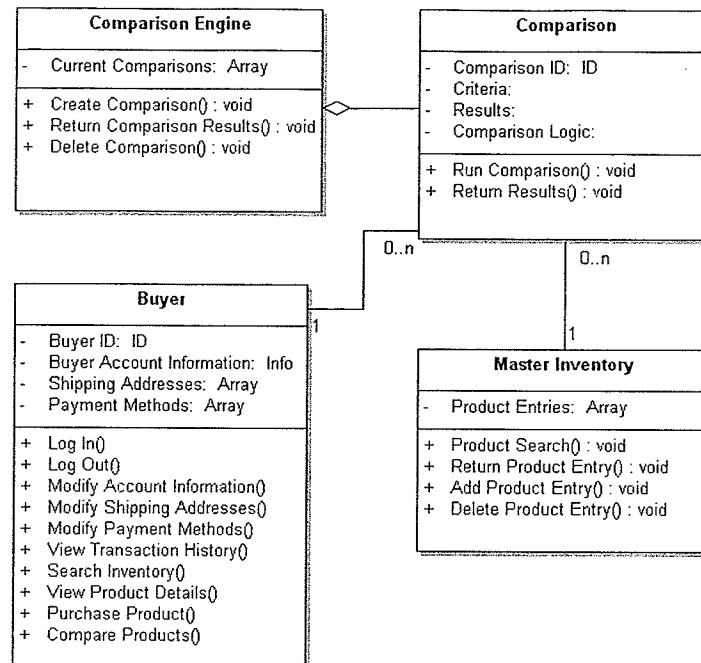 Comparison Engine
- Current Comparisons: Array
+ Create Comparison() : void
+ Return Comparison Results() : void
+ Delete Comparison() : void
Comparison
- Comparison ID: ID
- Criteria:
- Results:
- Comparison Logic:
+ Run Comparison() : void
+ Return Results() : void
0..n
0..n
1
1
Buyer
- Buyer ID: ID
- Buyer Account Information: Info
- Shipping Addresses: Array
- Payment Methods: Array
+ Log In()
+ Log Out()
+ Modify Account Information()
+ Modify Shipping Addresses()
+ Modify Payment Methods()
+ View Transaction History()
+ Search Inventory()
+ View Product Details()
+ Purchase Product()
+ Compare Products()
Master Inventory
- Product Entries: Array
+ Product Search() : void
+ Return Product Entry() : void
+ Add Product Entry() : void
+ Delete Product Entry() : void